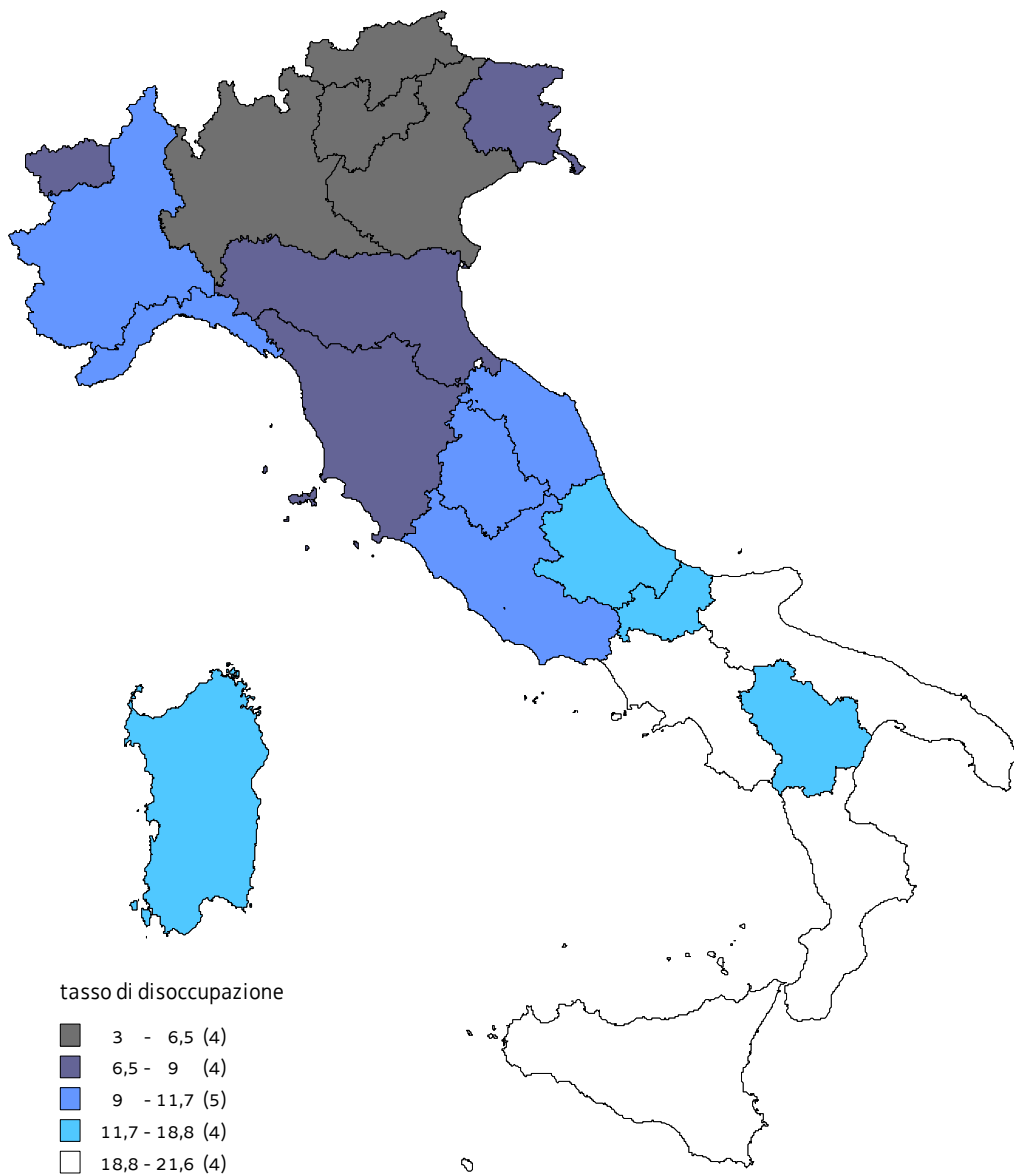 tasso di disoccupazione
3 - 6,5 (4)
6,5 - 9 (4)
9 - 11,7 (5)
11,7 - 18,8 (4)
18,8 - 21,6 (4)